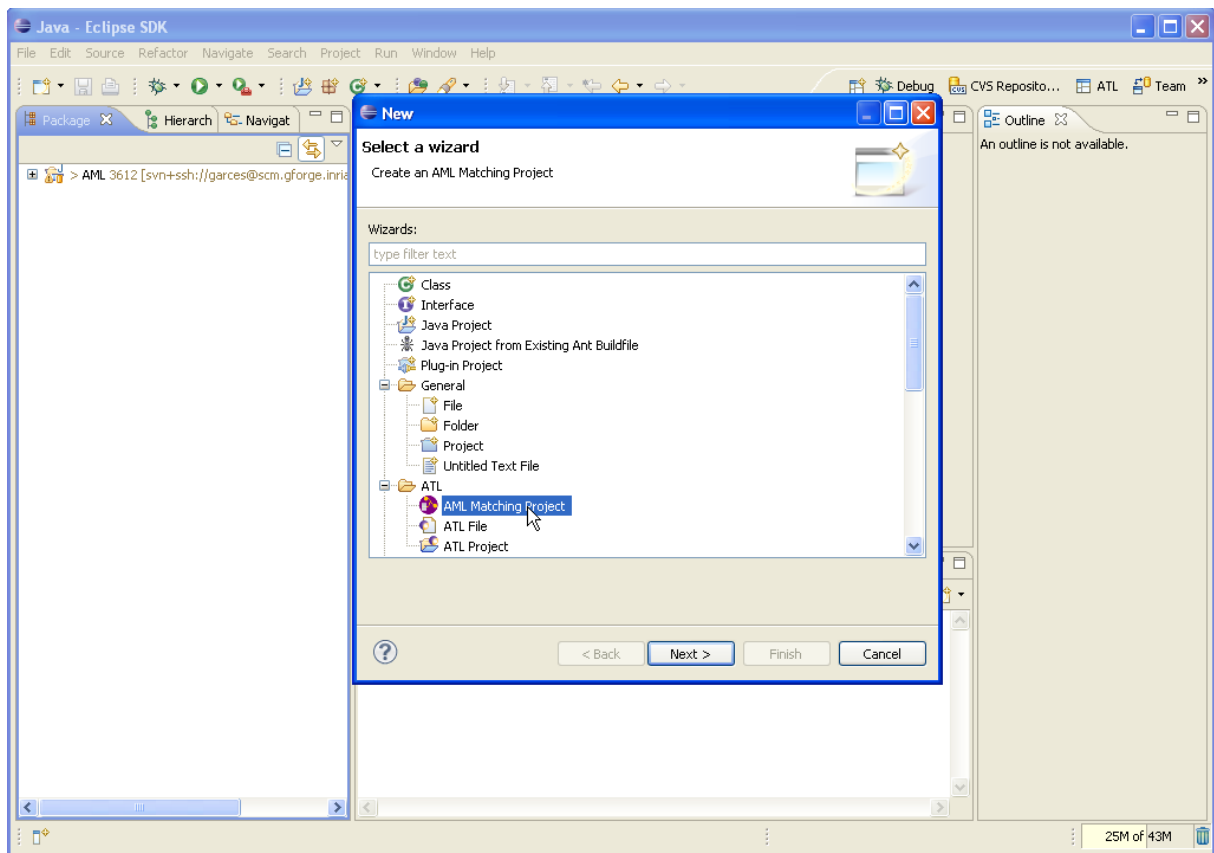 Java - Eclipse SDK
File Edit Source Refactor Navigate Search Project Run Window Help
Debug CVS Reposito... ATL Team »
Package Hierarch Navigat
> AML 3612 [svn+ssh://garces@scm.gforge.inria
New
Select a wizard
Create an AML Matching Project
Wizards:
type filter text
Class
Interface
Java Project
Java Project from Existing Ant Buildfile
Plug-in Project
General
File
Folder
Project
Untitled Text File
ATL
AML Matching Project
ATL File
ATL Project
< Back Next > Finish Cancel
Outline
An outline is not available.
25M of 43M